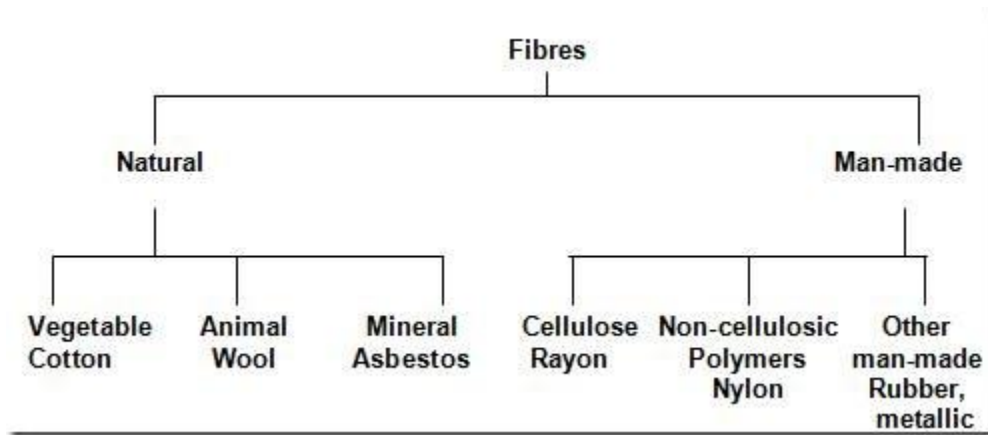 Fibres
Natural
Man-made
Vegetable
Cotton
Animal
Wool
Mineral
Asbestos
Cellulose
Rayon
Non-cellulosic
Polymers
Nylon
Other
man-made
Rubber,
metallic